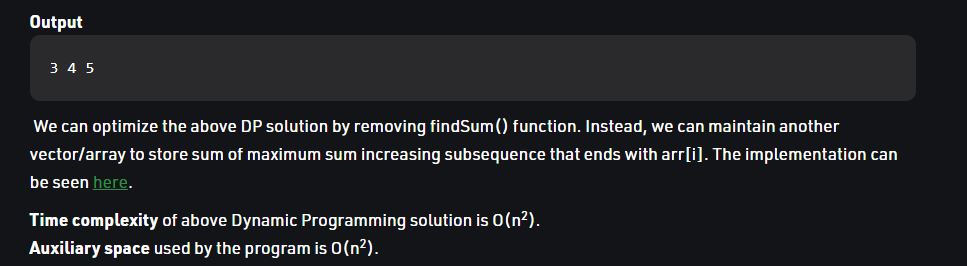 Output
3 4 5
We can optimize the above DP solution by removing findSum() function. Instead, we can maintain another
vector/array to store sum of maximum sum increasing subsequence that ends with arr[i]. The implementation can
be seen here.
Time complexity of above Dynamic Programming solution is O(n²).
Auxiliary space used by the program is O(n²).